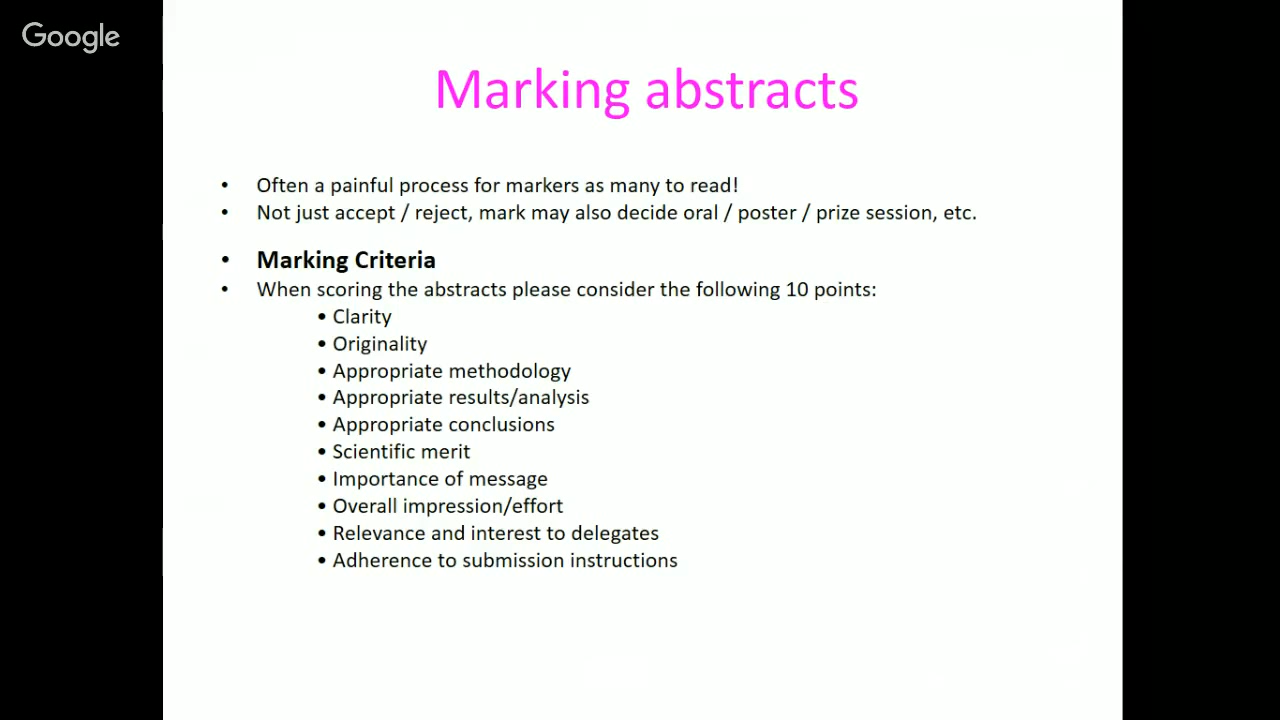 Google
Marking abstracts
• Often a painful process for markers as many to read!
• Not just accept / reject, mark may also decide oral / poster / prize session, etc.
• Marking Criteria
• When scoring the abstracts please consider the following 10 points:
• Clarity
• Originality
• Appropriate methodology
• Appropriate results/analysis
• Appropriate conclusions
• Scientific merit
• Importance of message
• Overall impression/effort
• Relevance and interest to delegates
• Adherence to submission instructions